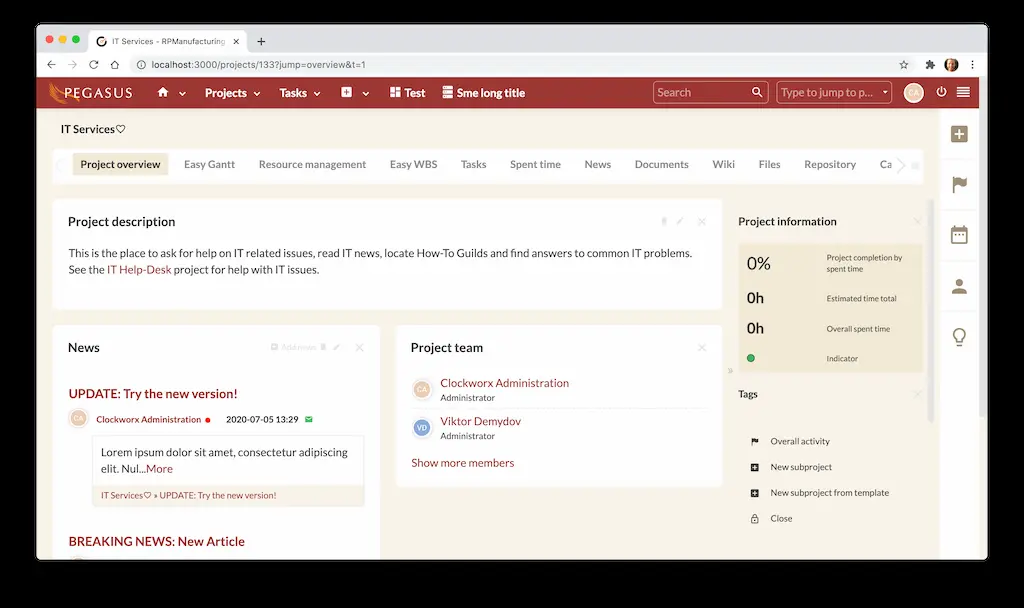 IT Services - RPManufacturing
localhost:3000/projects/133?jump=overview&t=1
PEGASUS
Projects
Tasks
Test
Sme long title
Search
Type to jump to p...
CA
IT Services♡
Project overview
Easy Gantt
Resource management
Easy WBS
Tasks
Spent time
News
Documents
Wiki
Files
Repository
Ca
Project description
This is the place to ask for help on IT related issues, read IT news, locate How-To Guilds and find answers to common IT problems.
See the IT Help-Desk project for help with IT issues.
Project information
0%
Project completion by
spent time
0h
Estimated time total
0h
Overall spent time
Indicator
News
Add news
UPDATE: Try the new version!
CA
Clockworx Administration
2020-07-05 13:29
Lorem ipsum dolor sit amet, consectetur adipiscing
elit. Nul...More
IT Services♡ » UPDATE: Try the new version!
BREAKING NEWS: New Article
Project team
CA
Clockworx Administration
Administrator
VD
Viktor Demydov
Administrator
Show more members
Tags
Overall activity
New subproject
New subproject from template
Close